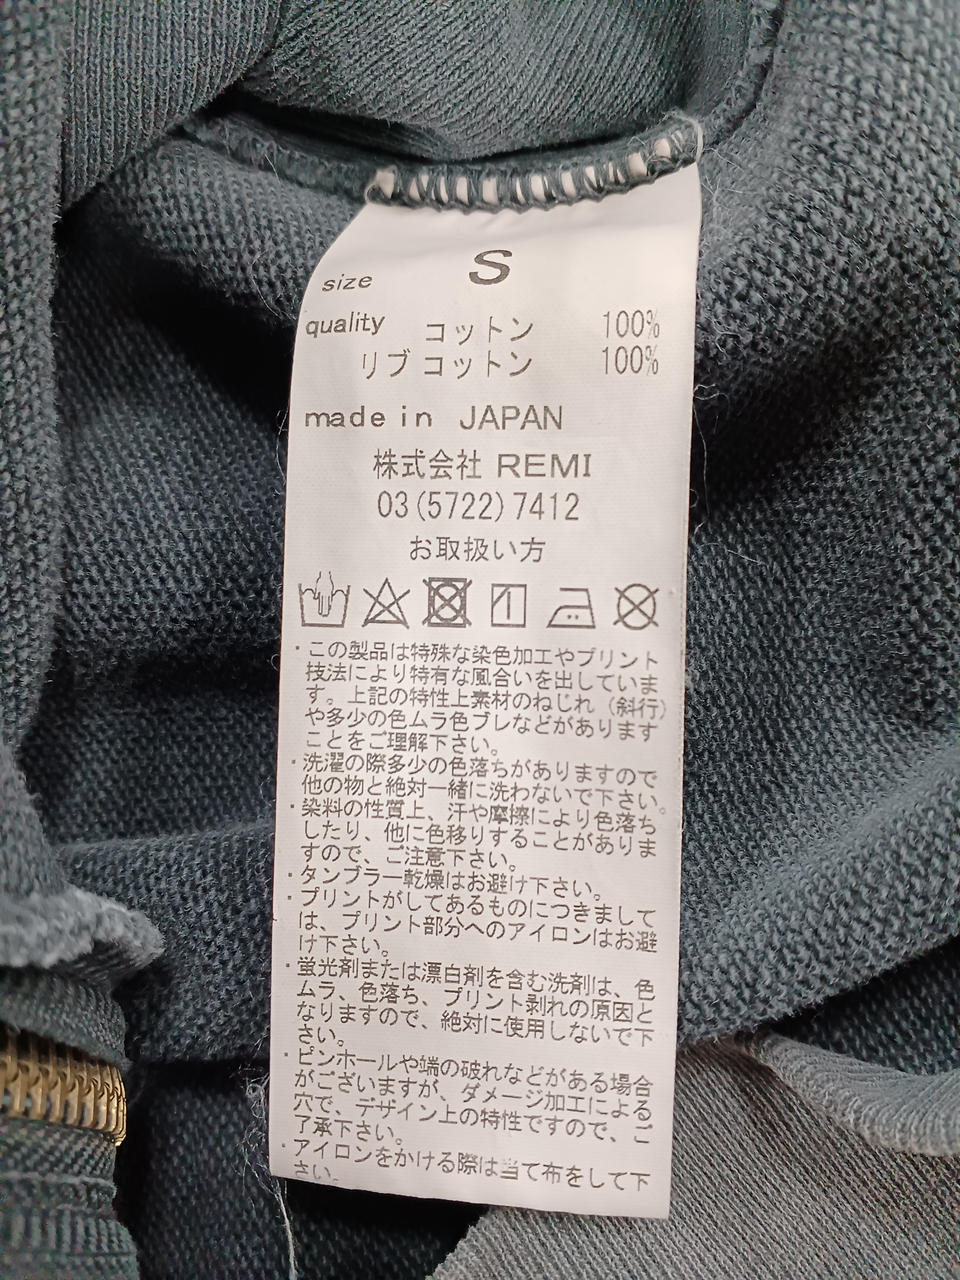 size S
quality コットン 100%
リブコットン 100%
made in JAPAN
株式会社 REMI
03(5722)7412
お取扱い方
・この製品は特殊な染色加工やプリント
技法により特有な風合いを出していま
す。上記の特性上素材のねじれ（斜行）
や多少の色ムラ色ブレなどがあります
ことをご理解下さい。
・洗濯の際多少の色落ちがありますので
他の物と絶対一緒に洗わないで下さい。
・染料の性質上、汗や摩擦により色落ち
したり、他に色移りすることがありま
すので、ご注意下さい。
・タンブラー乾燥はお避け下さい。
・プリントがしてあるものにつきまして
は、プリント部分へのアイロンはお避
け下さい。
・蛍光剤または漂白剤を含む洗剤は、色
ムラ、色落ち、プリント剥れの原因と
なりますので、絶対に使用しないで下
さい。
・ピンホールや端の破れなどがある場合
がございますが、ダメージ加工による
穴で、デザイン上の特性ですので、ご
了承下さい。
・アイロンをかける際は当て布をして下
さい。